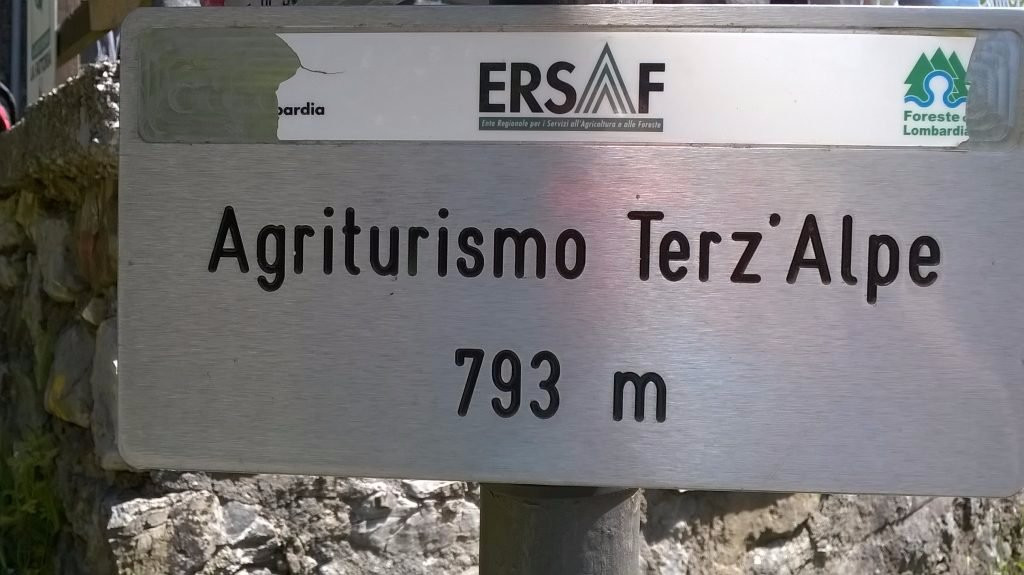 bardia
ERSAF
Ente Regionale per i Servizi all'Agricoltura e alle Foreste
Foreste
Lombardia
Agriturismo Terz'Alpe
793 m